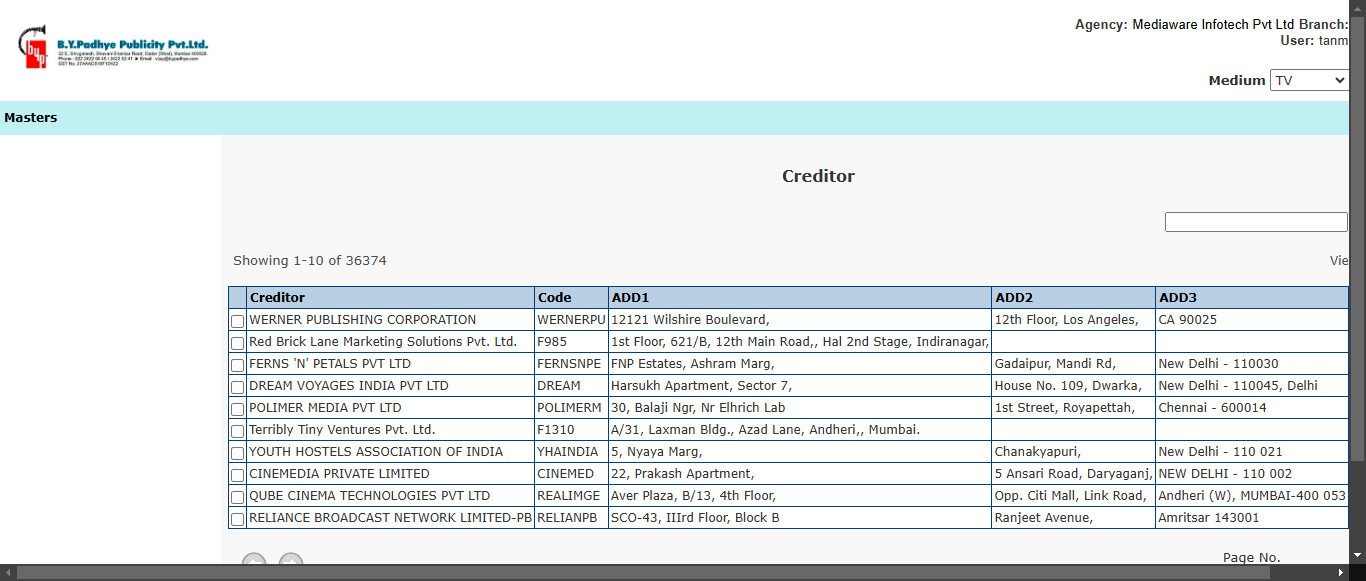 Agency: Mediaware Infotech Pvt Ltd Branch:
User: tanm
byp
B.Y.Padhye Publicity Pvt.Ltd.
Medium TV
Masters
Creditor
Showing 1-10 of 36374 Vie
Creditor Code ADD1 ADD2 ADD3
WERNER PUBLISHING CORPORATION WERNERPU 12121 Wilshire Boulevard, 12th Floor, Los Angeles, CA 90025
Red Brick Lane Marketing Solutions Pvt. Ltd. F985 1st Floor, 621/B, 12th Main Road,, Hal 2nd Stage, Indiranagar,
FERNS 'N' PETALS PVT LTD FERNSNPE FNP Estates, Ashram Marg, Gadaipur, Mandi Rd, New Delhi - 110030
DREAM VOYAGES INDIA PVT LTD DREAM Harsukh Apartment, Sector 7, House No. 109, Dwarka, New Delhi - 110045, Delhi
POLIMER MEDIA PVT LTD POLIMERM 30, Balaji Ngr, Nr Elhrich Lab 1st Street, Royapettah, Chennai - 600014
Terribly Tiny Ventures Pvt. Ltd. F1310 A/31, Laxman Bldg., Azad Lane, Andheri,, Mumbai.
YOUTH HOSTELS ASSOCIATION OF INDIA YHAINDIA 5, Nyaya Marg, Chanakyapuri, New Delhi - 110 021
CINEMEDIA PRIVATE LIMITED CINEMED 22, Prakash Apartment, 5 Ansari Road, Daryaganj, NEW DELHI - 110 002
QUBE CINEMA TECHNOLOGIES PVT LTD REALIMGE Aver Plaza, B/13, 4th Floor, Opp. Citi Mall, Link Road, Andheri (W), MUMBAI-400 053
RELIANCE BROADCAST NETWORK LIMITED-PB RELIANPB SCO-43, IIIrd Floor, Block B Ranjeet Avenue, Amritsar 143001
Page No.